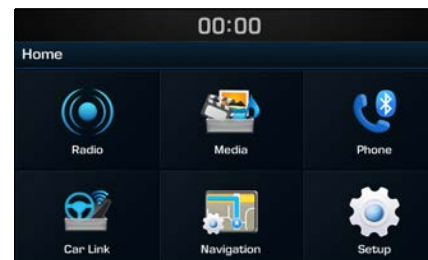 00:00
Home
Radio
Media
Phone
Car Link
Navigation
Setup